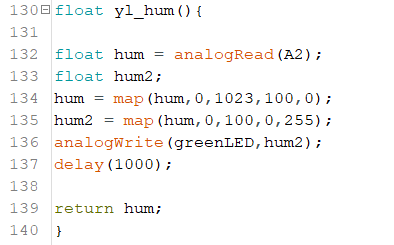 130 float yl_hum(){
131
132 float hum = analogRead(A2);
133 float hum2;
134 hum = map(hum,0,1023,100,0);
135 hum2 = map(hum,0,100,0,255);
136 analogWrite(greenLED,hum2);
137 delay(1000);
138
139 return hum;
140 }